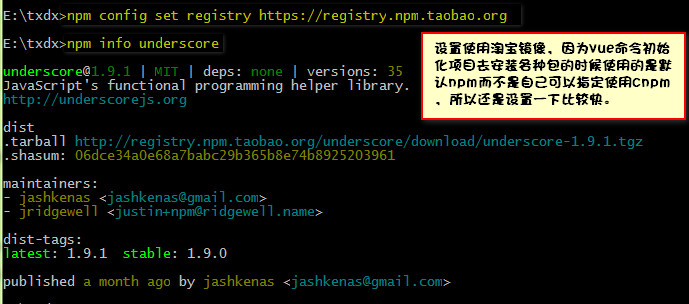 E:\txdx>npm config set registry https://registry.npm.taobao.org
E:\txdx>npm info underscore
设置使用淘宝镜像，因为vue命令初始
化项目去安装各种包的时候使用的是默
认npm而不是自己可以指定使用cnpm
，所以还是设置一下比较快。
underscore@1.9.1 | MIT | deps: none | versions: 35
JavaScript's functional programming helper library.
http://underscorejs.org
dist
.tarball http://registry.npm.taobao.org/underscore/download/underscore-1.9.1.tgz
.shasum: 06dce34a0e68a7babc29b365b8e74b8925203961
maintainers:
- jashkenas <jashkenas@gmail.com>
- jridgewell <justin+npm@ridgewell.name>
dist-tags:
latest: 1.9.1  stable: 1.9.0
published a month ago by jashkenas <jashkenas@gmail.com>